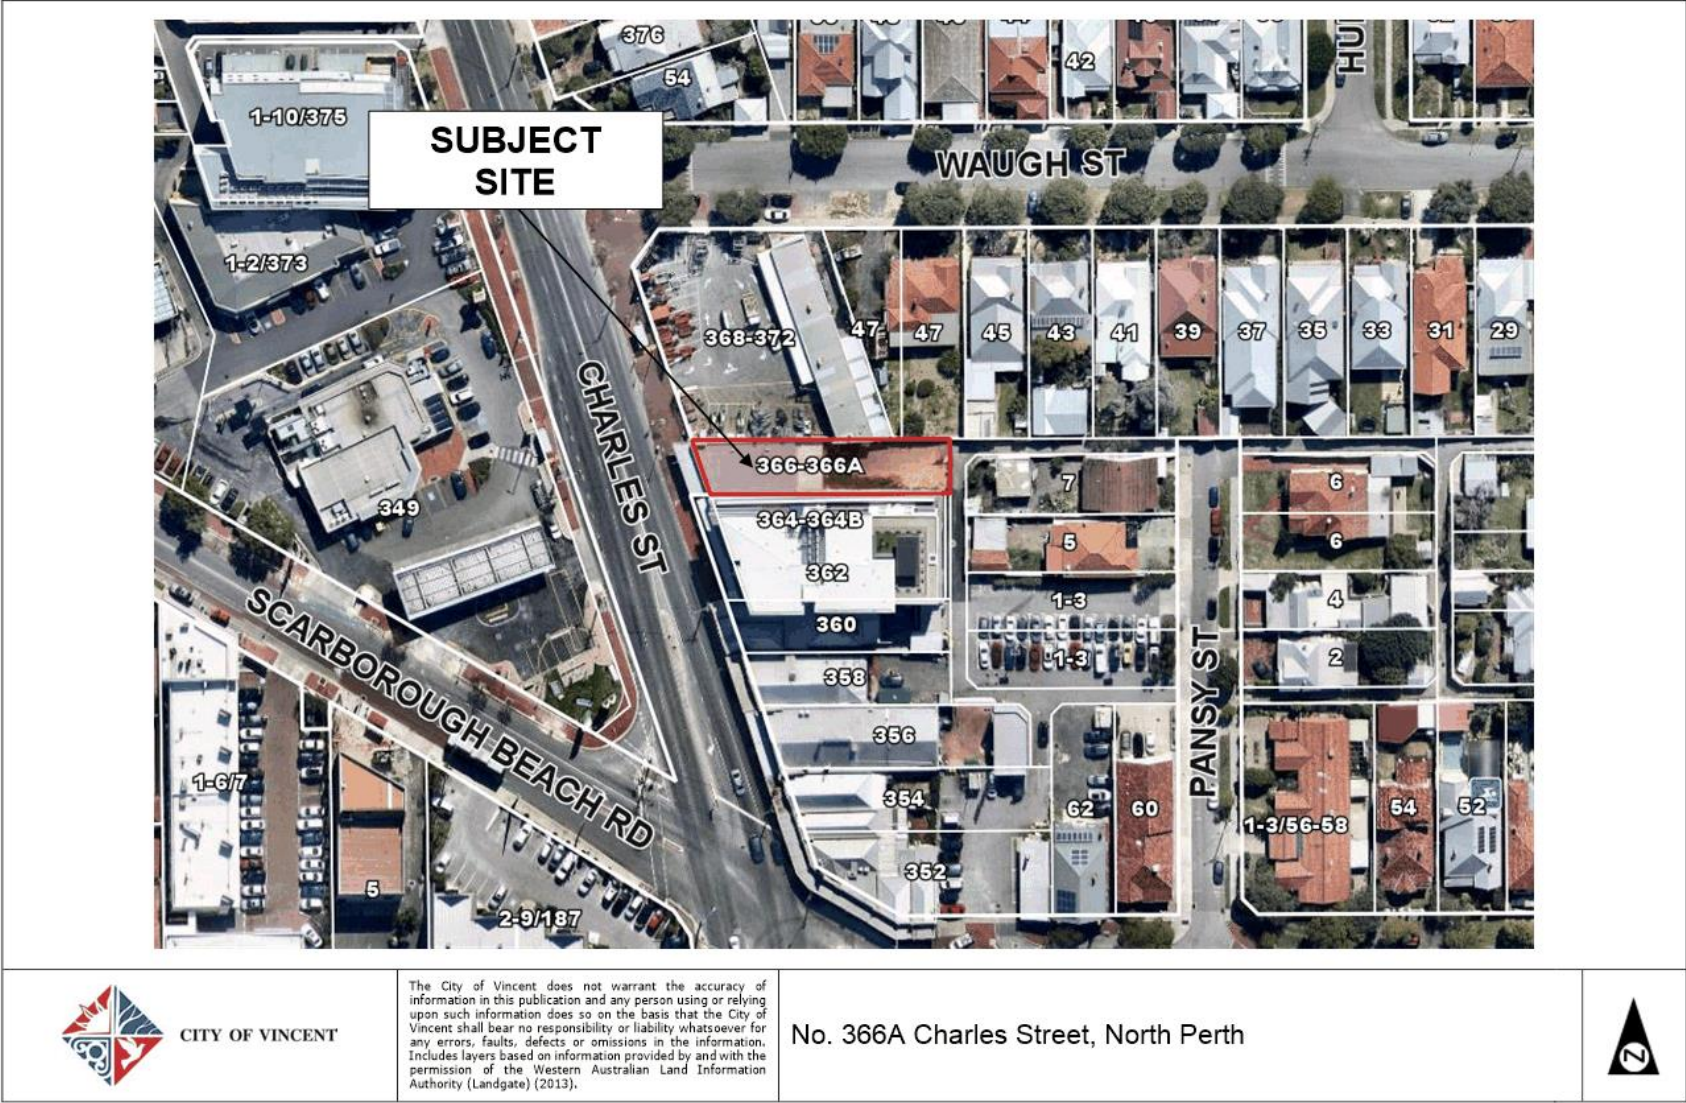 376
54
42
HU
1-10/375
SUBJECT
SITE
WAUGH ST
1-2/373
368-372
47
47
45
43
41
39
37
35
33
31
29
CHARLES ST
366-366A
364-364B
362
360
358
356
354
352
349
7
5
1-3
1-3
6
6
4
2
PANSY ST
SCARBOROUGH BEACH RD
1-6/7
5
2-9/187
62
60
1-3/56-58
54
52
CITY OF VINCENT
The City of Vincent does not warrant the accuracy of
information in this publication and any person using or relying
upon such information does so on the basis that the City of
Vincent shall bear no responsibility or liability whatsoever for
any errors, faults, defects or omissions in the information.
Includes layers based on information provided by and with the
permission of the Western Australian Land Information
Authority (Landgate) (2013).
No. 366A Charles Street, North Perth
N